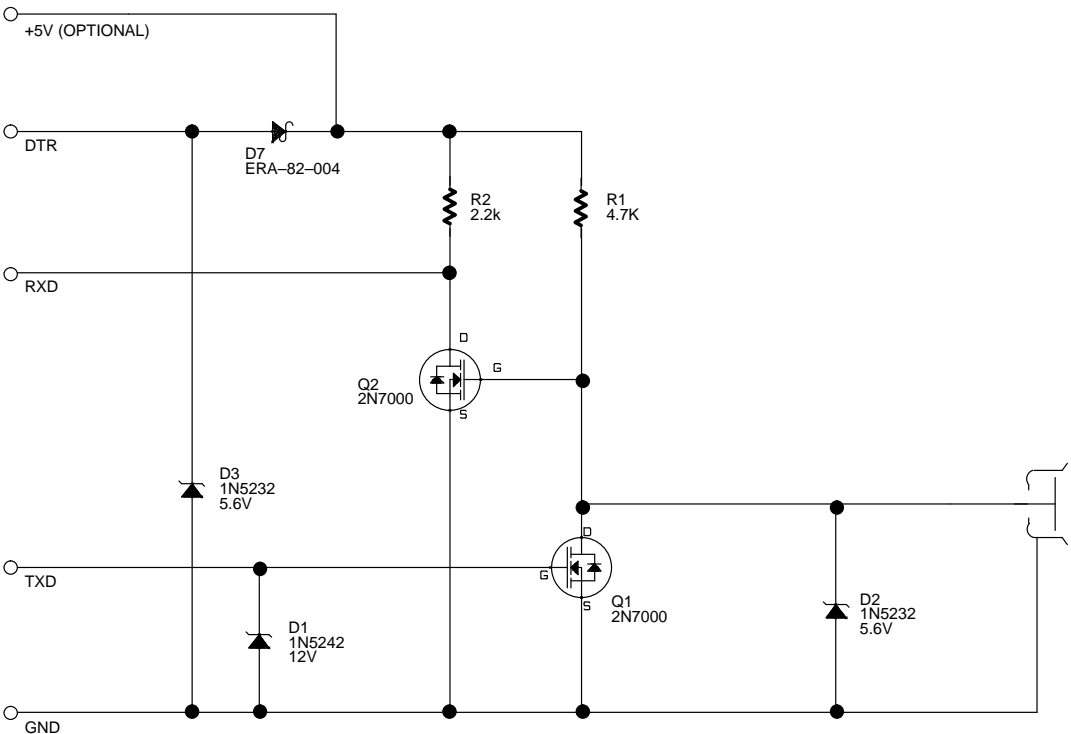 +5V (OPTIONAL)
DTR
D7
ERA–82–004
R2
2.2k
R1
4.7K
RXD
D
G
Q2
2N7000
S
D3
1N5232
5.6V
D
TXD
G
S
Q1
2N7000
D1
1N5242
12V
D2
1N5232
5.6V
GND